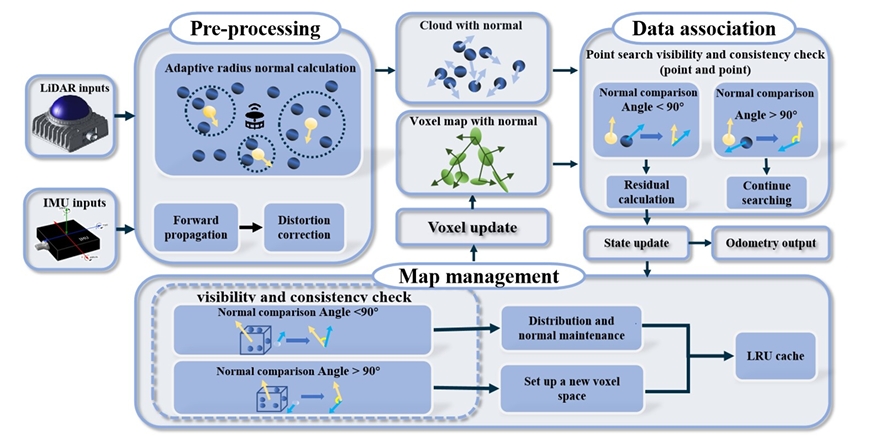 Pre-processing
LiDAR inputs
IMU inputs
Adaptive radius normal calculation
Forward
propagation
Distortion
correction
Cloud with normal
Voxel map with normal
Voxel update
Data association
Point search visibility and consistency check
(point and point)
Normal comparison
Angle < 90°
Normal comparison
Angle > 90°
Residual
calculation
Continue
searching
State update
Odometry output
Map management
visibility and consistency check
Normal comparison Angle <90°
Normal comparison Angle > 90°
Distribution and
normal maintenance
Set up a new voxel
space
LRU cache